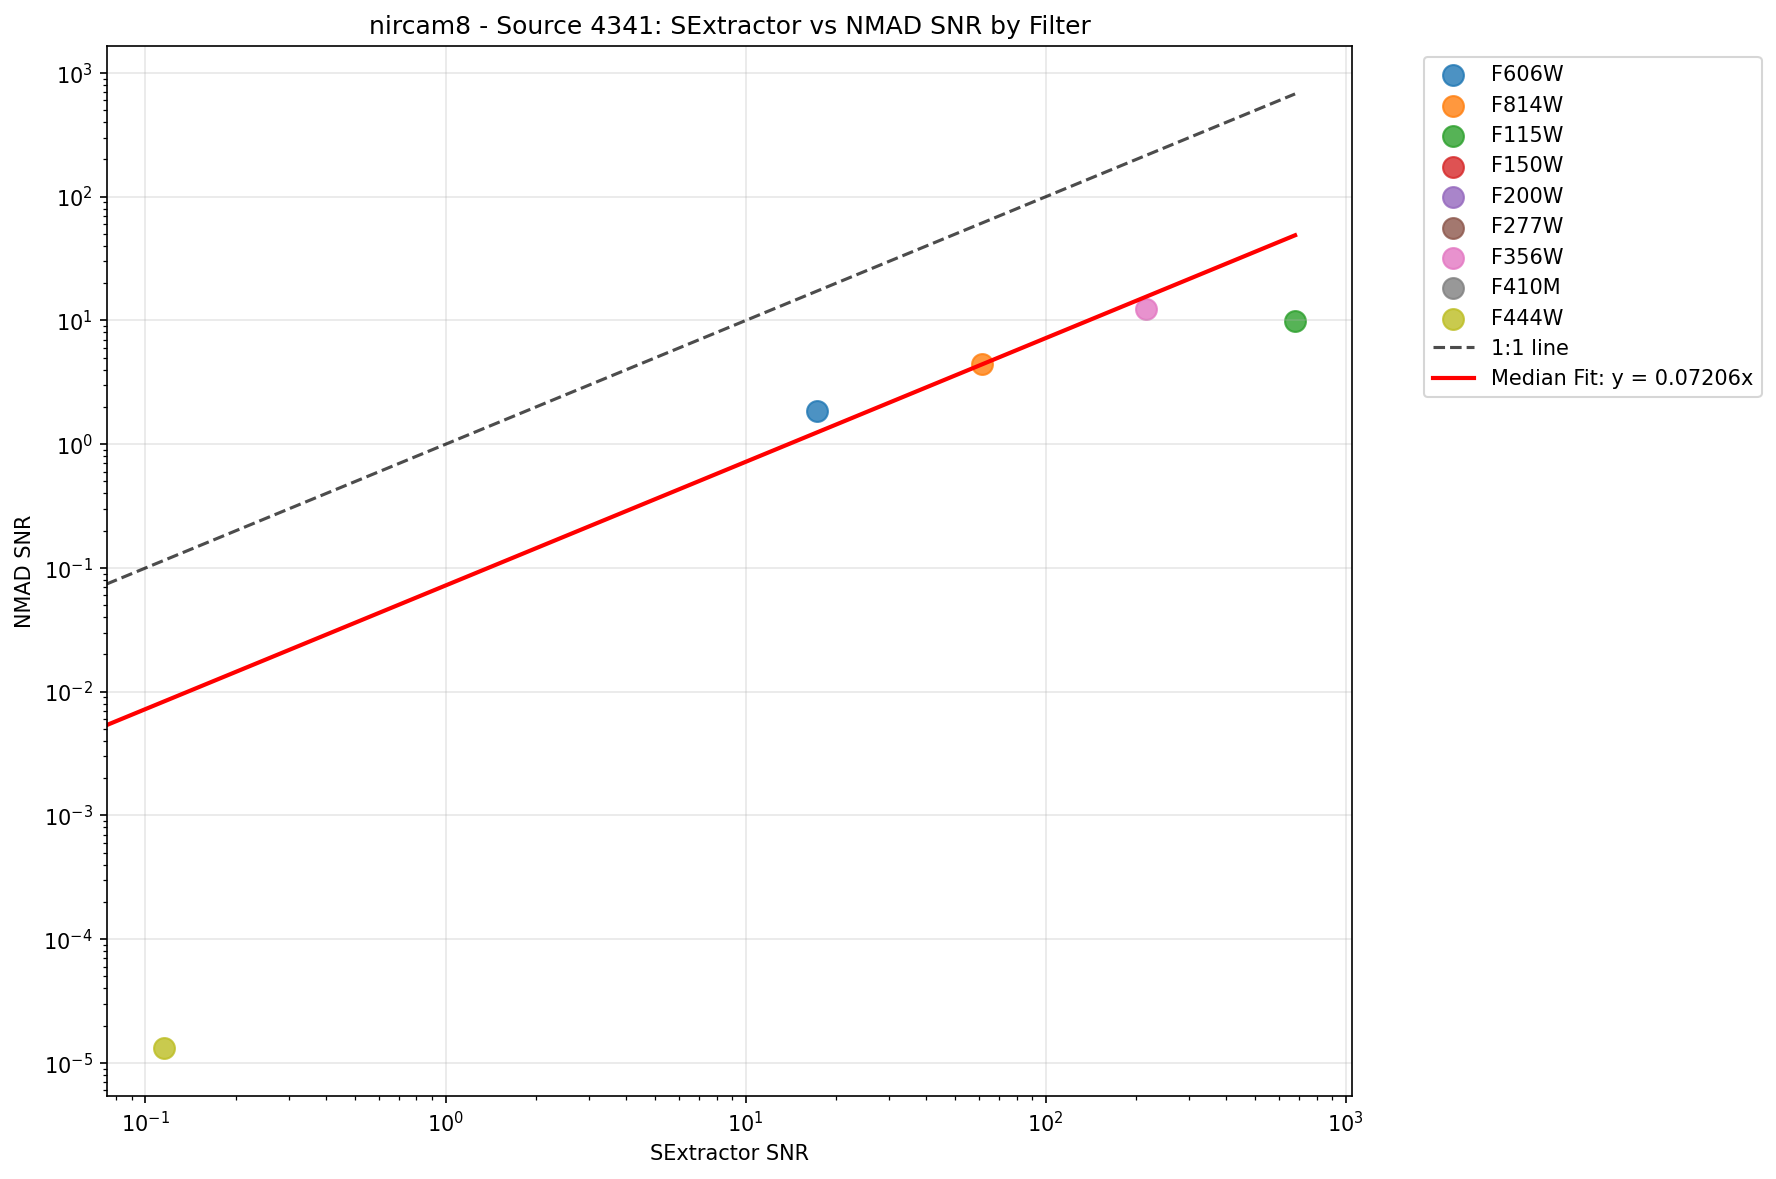 nircam8 - Source 4341: SExtractor vs NMAD SNR by Filter
NMAD SNR
10³
10²
10¹
10⁰
10⁻¹
10⁻²
10⁻³
10⁻⁴
10⁻⁵
10⁻¹ 10⁰ 10¹ 10² 10³
SExtractor SNR
F606W
F814W
F115W
F150W
F200W
F277W
F356W
F410M
F444W
1:1 line
Median Fit: y = 0.07206x